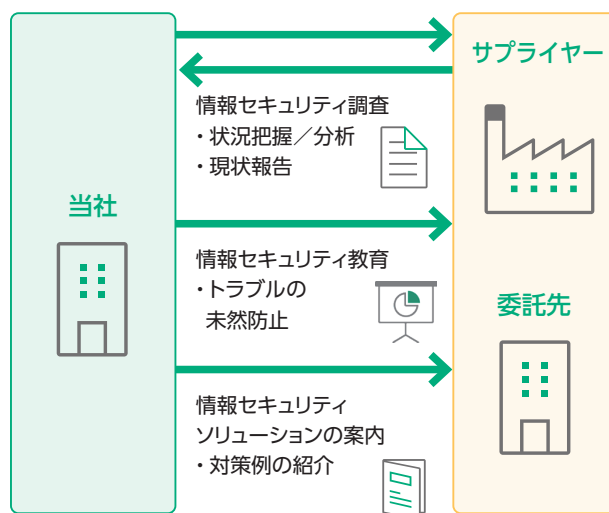 当社
情報セキュリティ調査
・状況把握／分析
・現状報告
情報セキュリティ教育
・トラブルの
未然防止
情報セキュリティ
ソリューションの案内
・対策例の紹介
サプライヤー
委託先